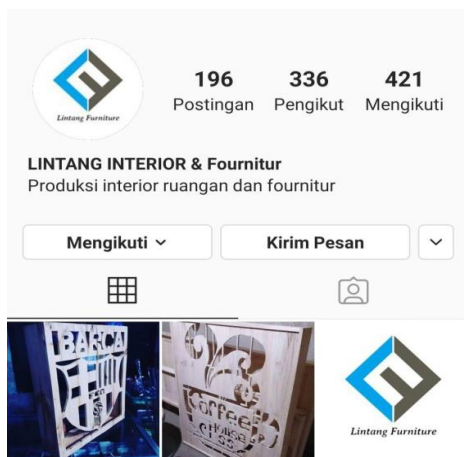 Lintang Furniture
196 336 421
Postingan Pengikut Mengikuti
LINTANG INTERIOR & Fournitur
Produksi interior ruangan dan fournitur
Mengikuti
Kirim Pesan
BARCA
Coffee
House
Lintang Furniture